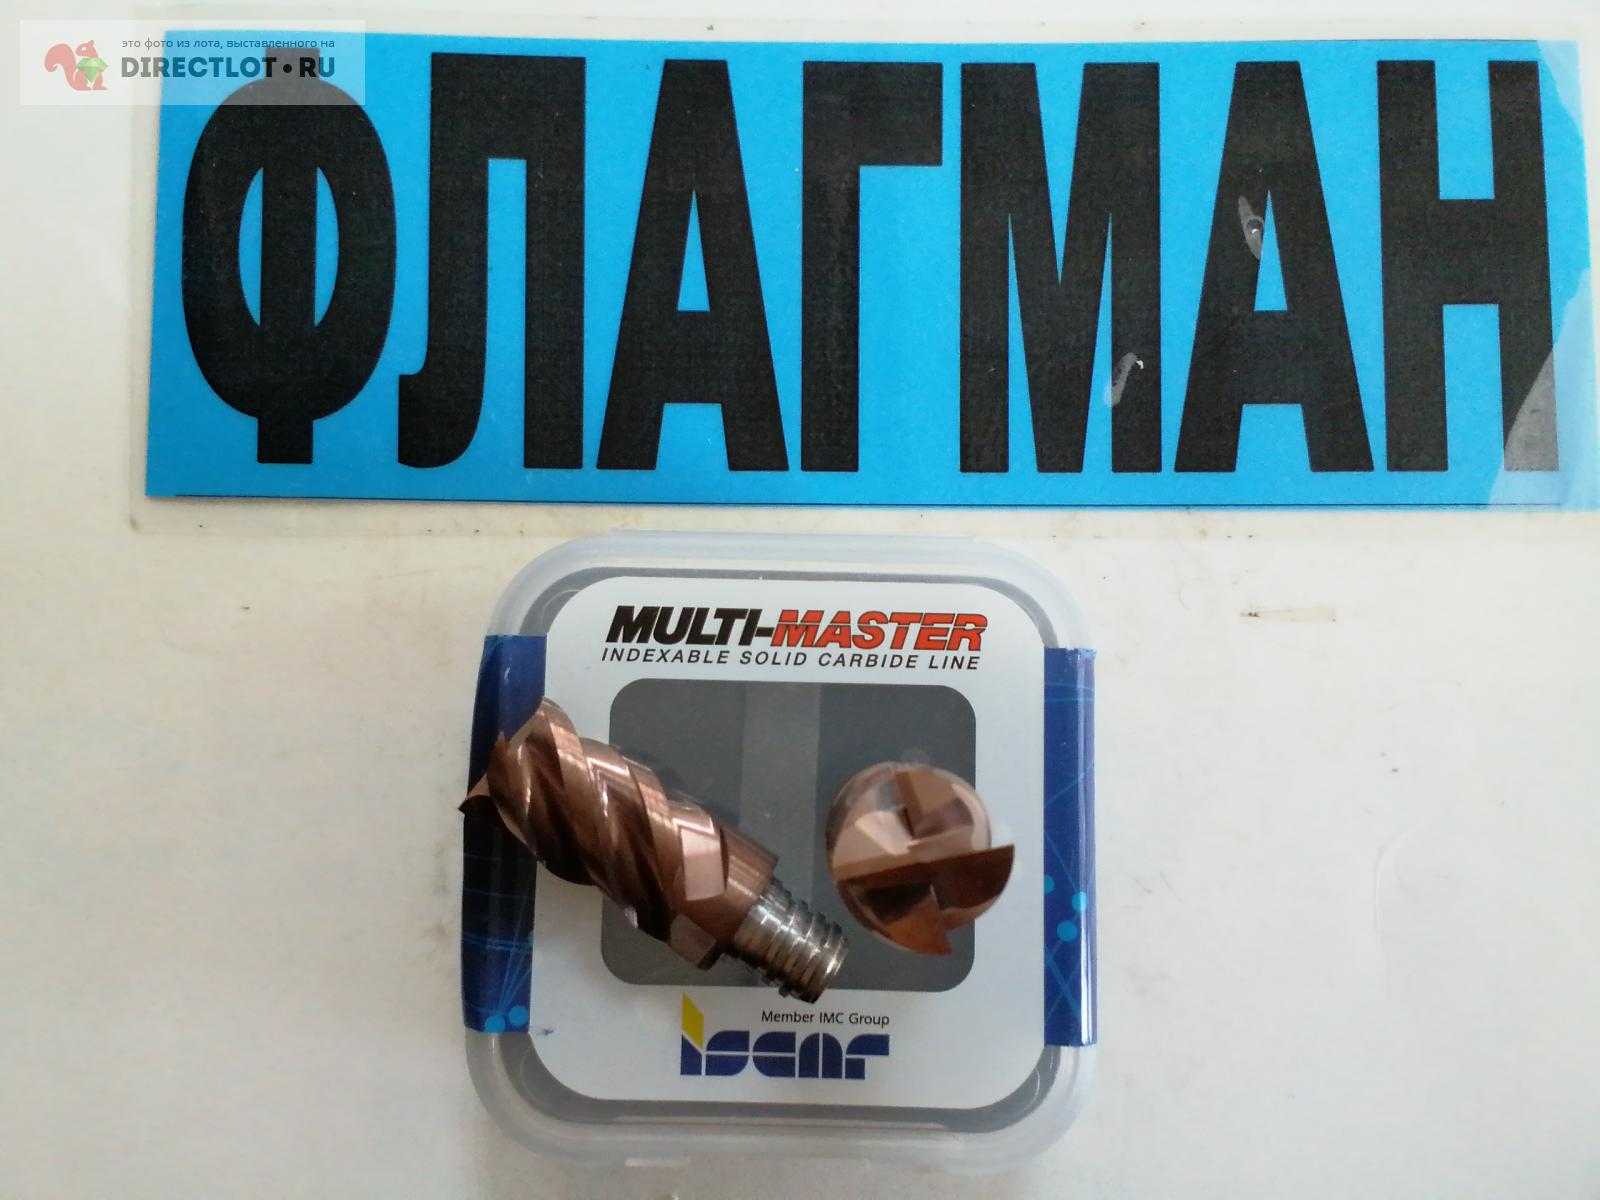 это фото из лота, выставленного на
DIRECTLOT•RU
ФЛАГМАН
MULTI-MASTER
INDEXABLE SOLID CARBIDE LINE
Member IMC Group
iscar